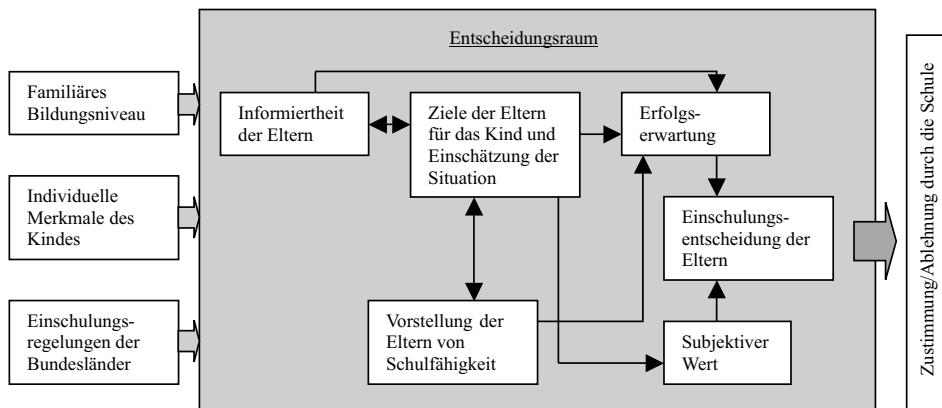 Entscheidungsraum
Familiäres
Bildungsniveau
Individuelle
Merkmale des
Kindes
Einschulungs-
regelungen der
Bundesländer
Informiertheit
der Eltern
Ziele der Eltern
für das Kind und
Einschätzung der
Situation
Erfolgs-
erwartung
Einschulungs-
entscheidung der
Eltern
Vorstellung der
Eltern von
Schulfähigkeit
Subjektiver
Wert
Zustimmung/Ablehnung durch die Schule